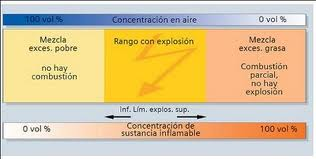 100 vol % Concentración en aire 0 vol %
Mezcla exces. pobre
no hay combustión
Rango con explosión
Mezcla exces. grasa
Combustión parcial, no hay explosión
Inf. Lím. explos. sup.
0 vol % Concentración de sustancia inflamable 100 vol %